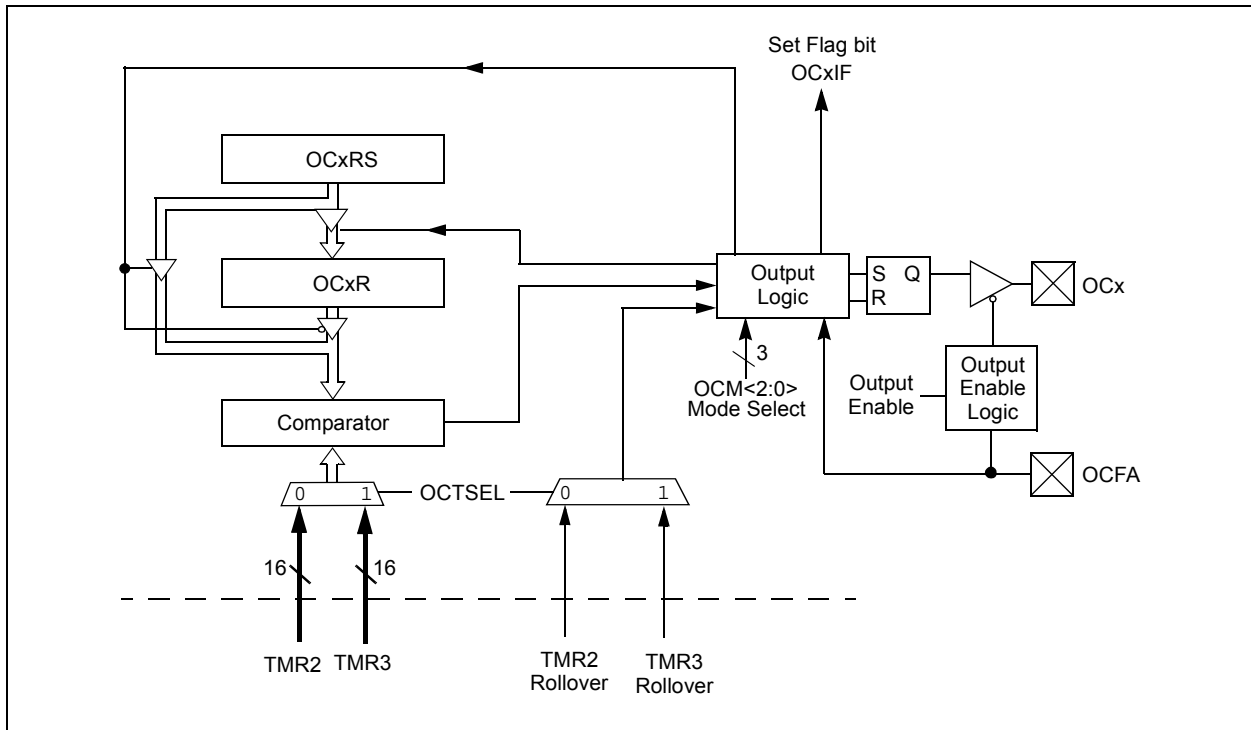 Set Flag bit
OCxIF
OCxRS
OCxR
Output
Logic
S Q
R
OCx
3
OCM<2:0>
Mode Select
Output
Enable
Output
Enable
Logic
Comparator
OCFA
0 1
OCTSEL
0 1
16
16
TMR2
TMR3
TMR2
Rollover
TMR3
Rollover